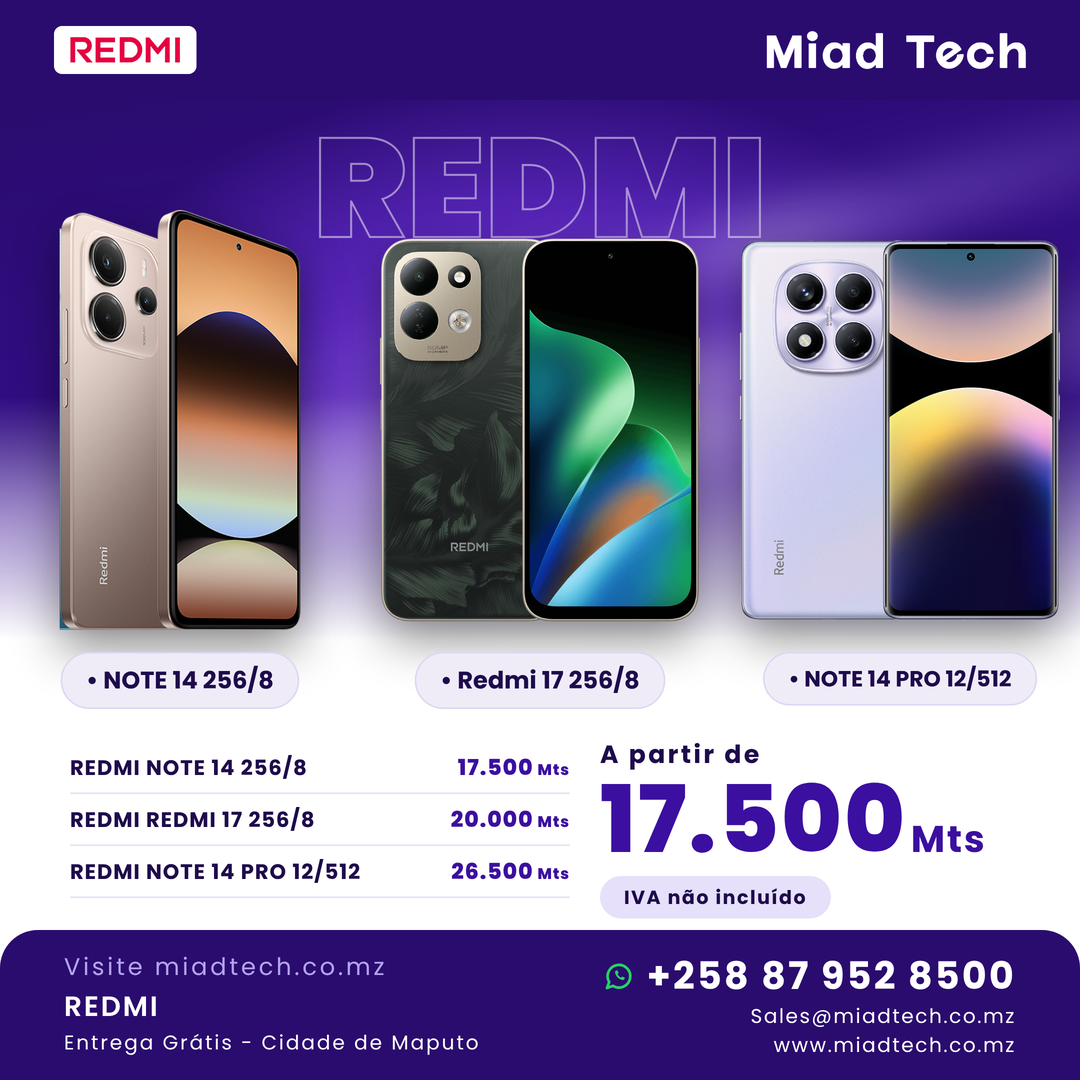 REDMI
Miad Tech
REDMI
Redmi
REDMI
Redmi
• NOTE 14 256/8
• Redmi 17 256/8
• NOTE 14 PRO 12/512
REDMI NOTE 14 256/8 17.500 Mts
REDMI REDMI 17 256/8 20.000 Mts
REDMI NOTE 14 PRO 12/512 26.500 Mts
A partir de
17.500 Mts
IVA não incluído
Visite miadtech.co.mz
REDMI
Entrega Grátis - Cidade de Maputo
+258 87 952 8500
Sales@miadtech.co.mz
www.miadtech.co.mz